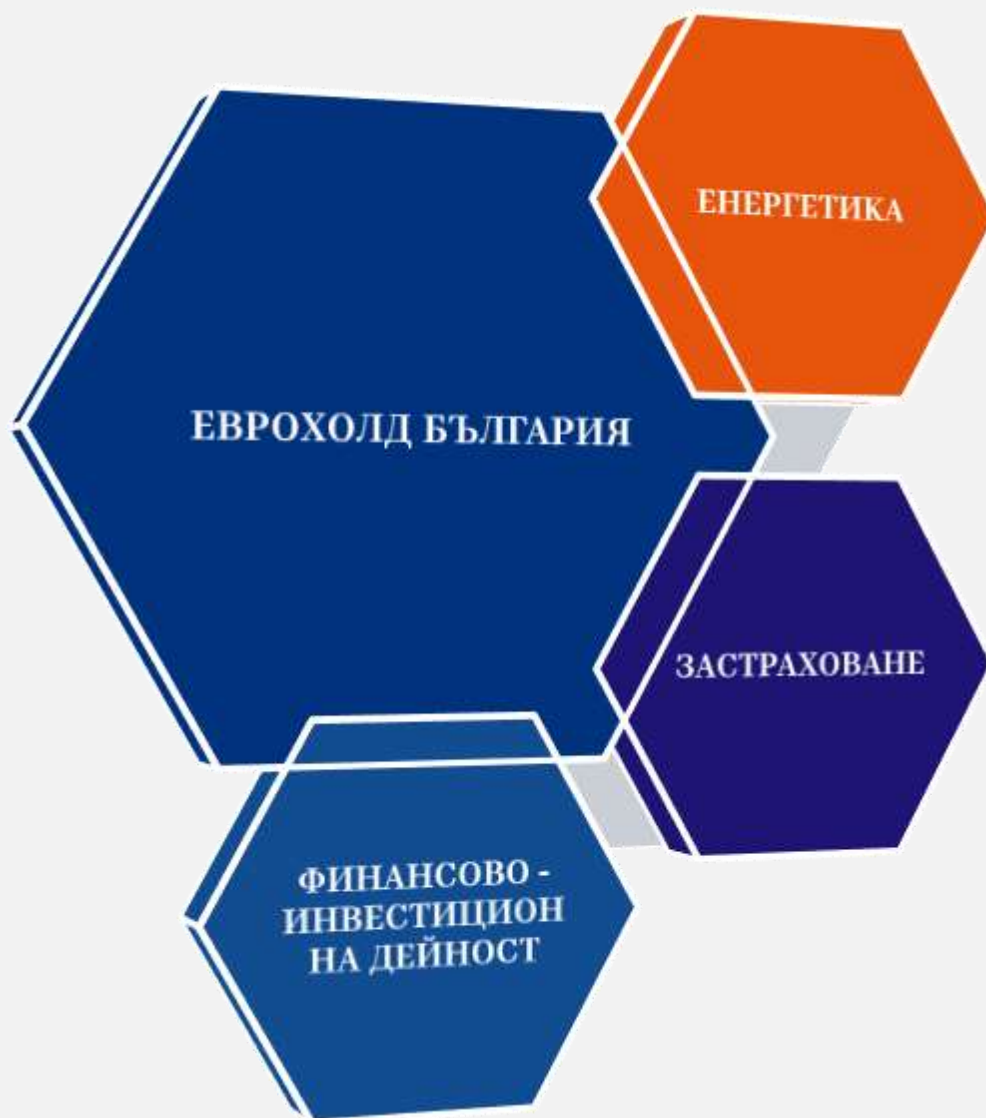 ЕНЕРГЕТИКА
ЕВРОХОЛД БЪЛГАРИЯ
ЗАСТРАХОВАНЕ
ФИНАНСОВО -
ИНВЕСТИЦИОН
НА ДЕЙНОСТ